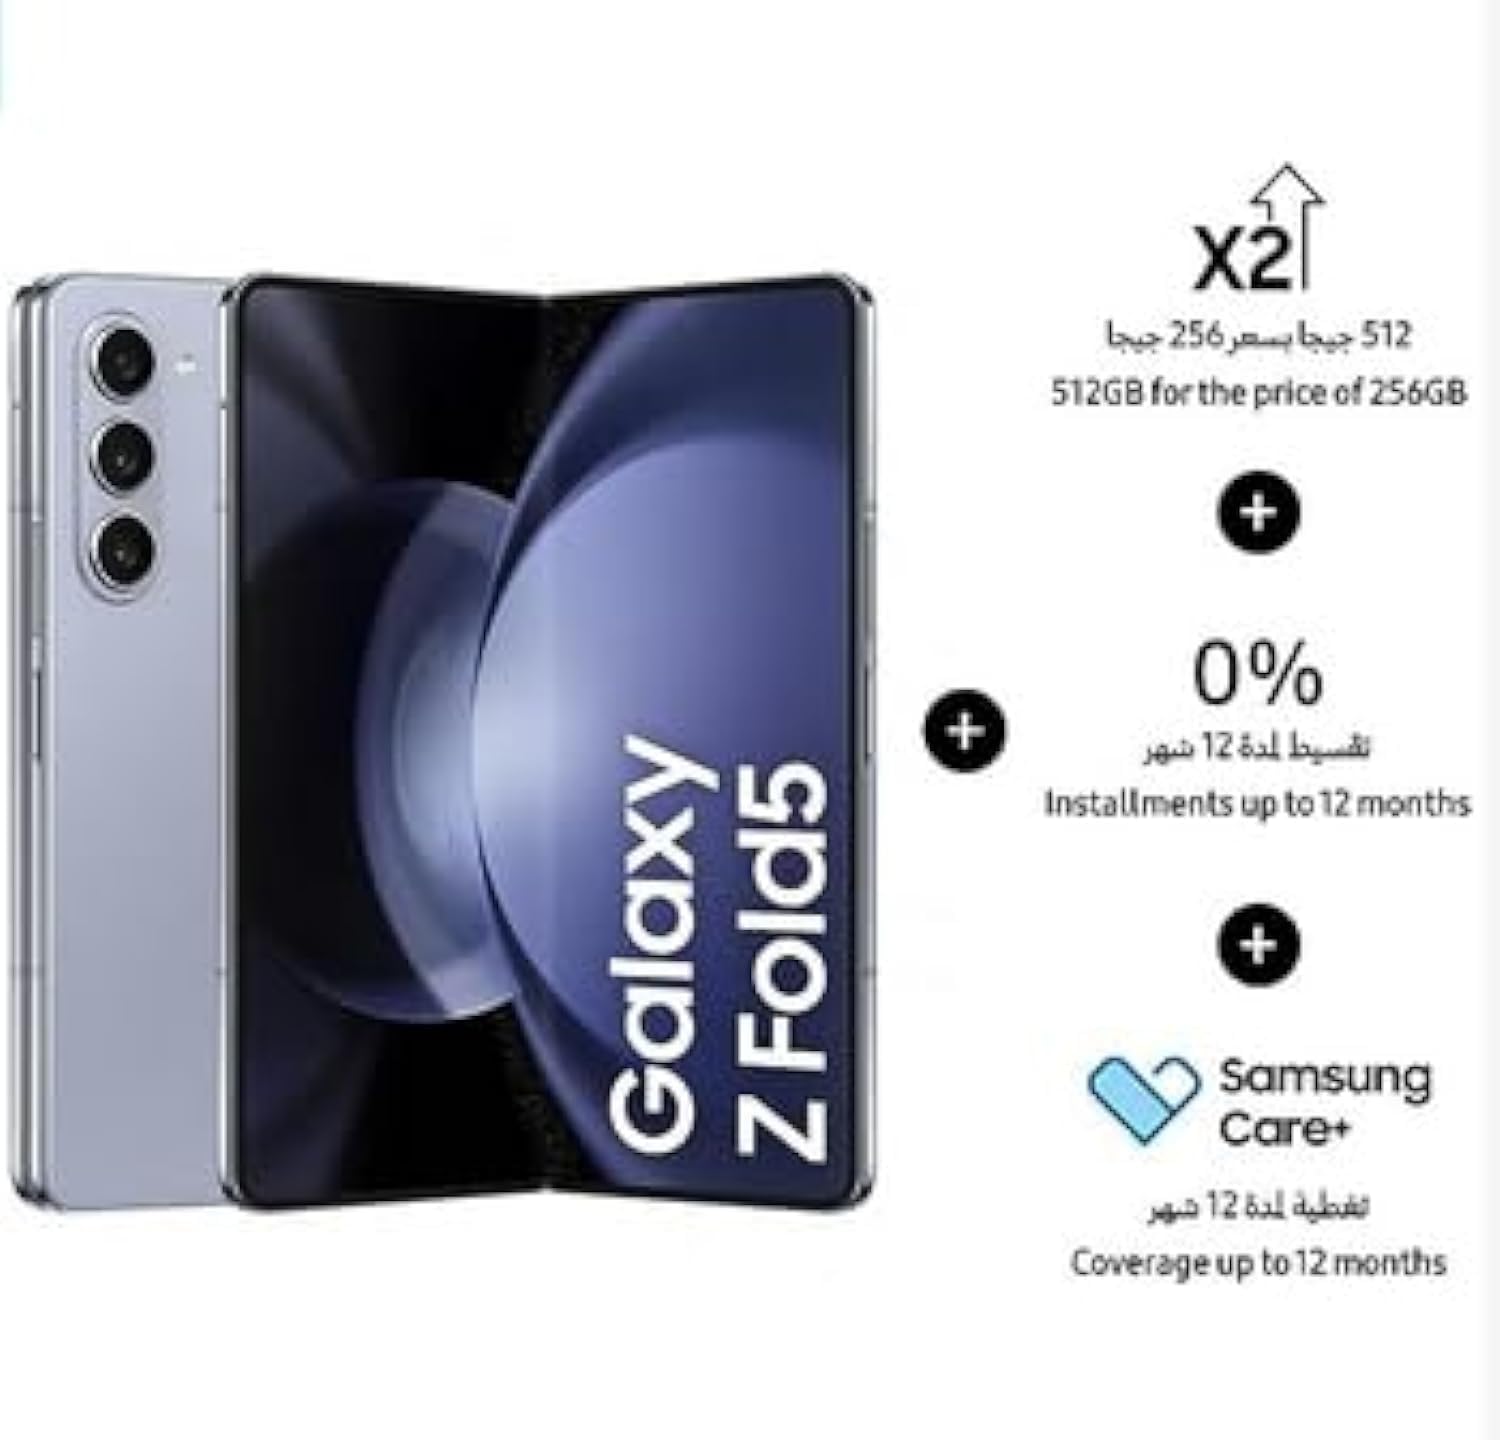 Galaxy
Z Fold5
X2
512 جيجا بسعر 256 جيجا
512GB for the price of 256GB
+
0%
تقسيط لمدة 12 شهر
Installments up to 12 months
+
+
Samsung
Care+
تغطية لمدة 12 شهر
Coverage up to 12 months